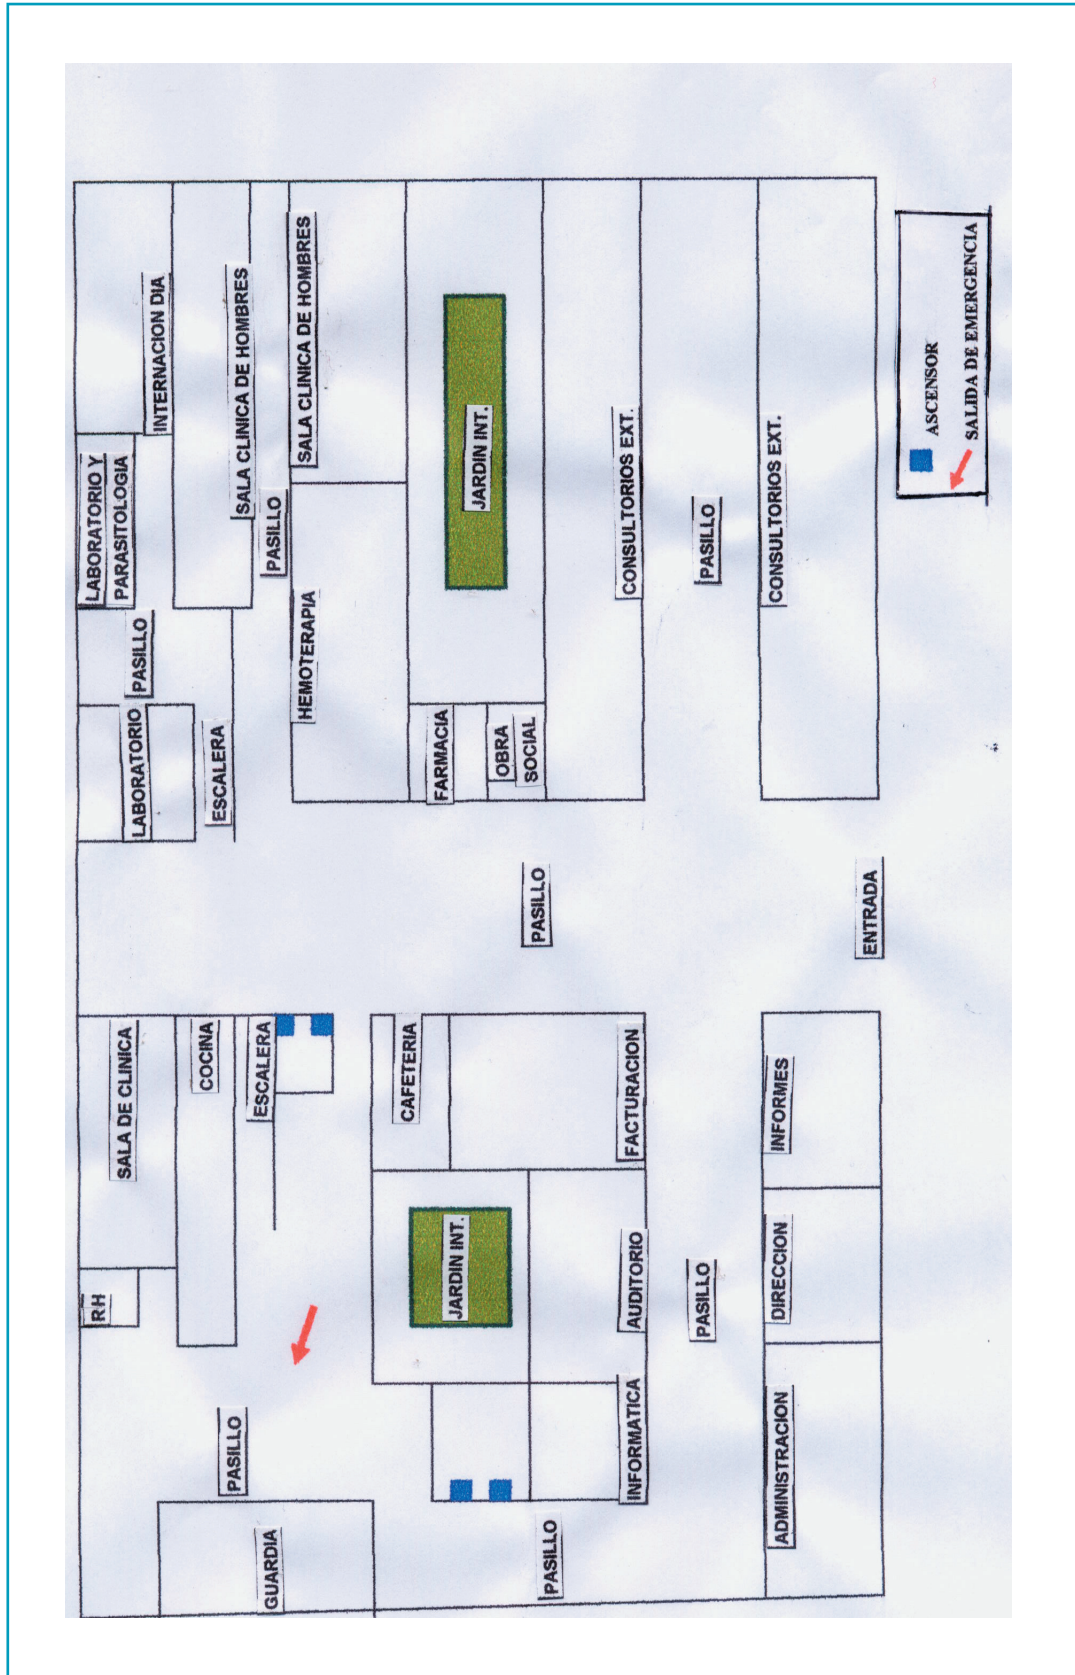 RH
LABORATORIO Y
PARASITOLOGIA
SALA DE CLINICA
LABORATORIO
PASILLO
INTERNACION DIA
COCINA
ESCALERA
PASILLO
SALA CLINICA DE HOMBRES
GUARDIA
ESCALERA
PASILLO
HEMOTERAPIA
SALA CLINICA DE HOMBRES
CAFETERIA
FARMACIA
JARDIN INT.
JARDIN INT.
OBRA
SOCIAL
PASILLO
PASILLO
INFORMATICA
AUDITORIO
FACTURACION
CONSULTORIOS EXT.
PASILLO
PASILLO
ADMINISTRACION
DIRECCION
INFORMES
CONSULTORIOS EXT.
ENTRADA
ASCENSOR
SALIDA DE EMERGENCIA